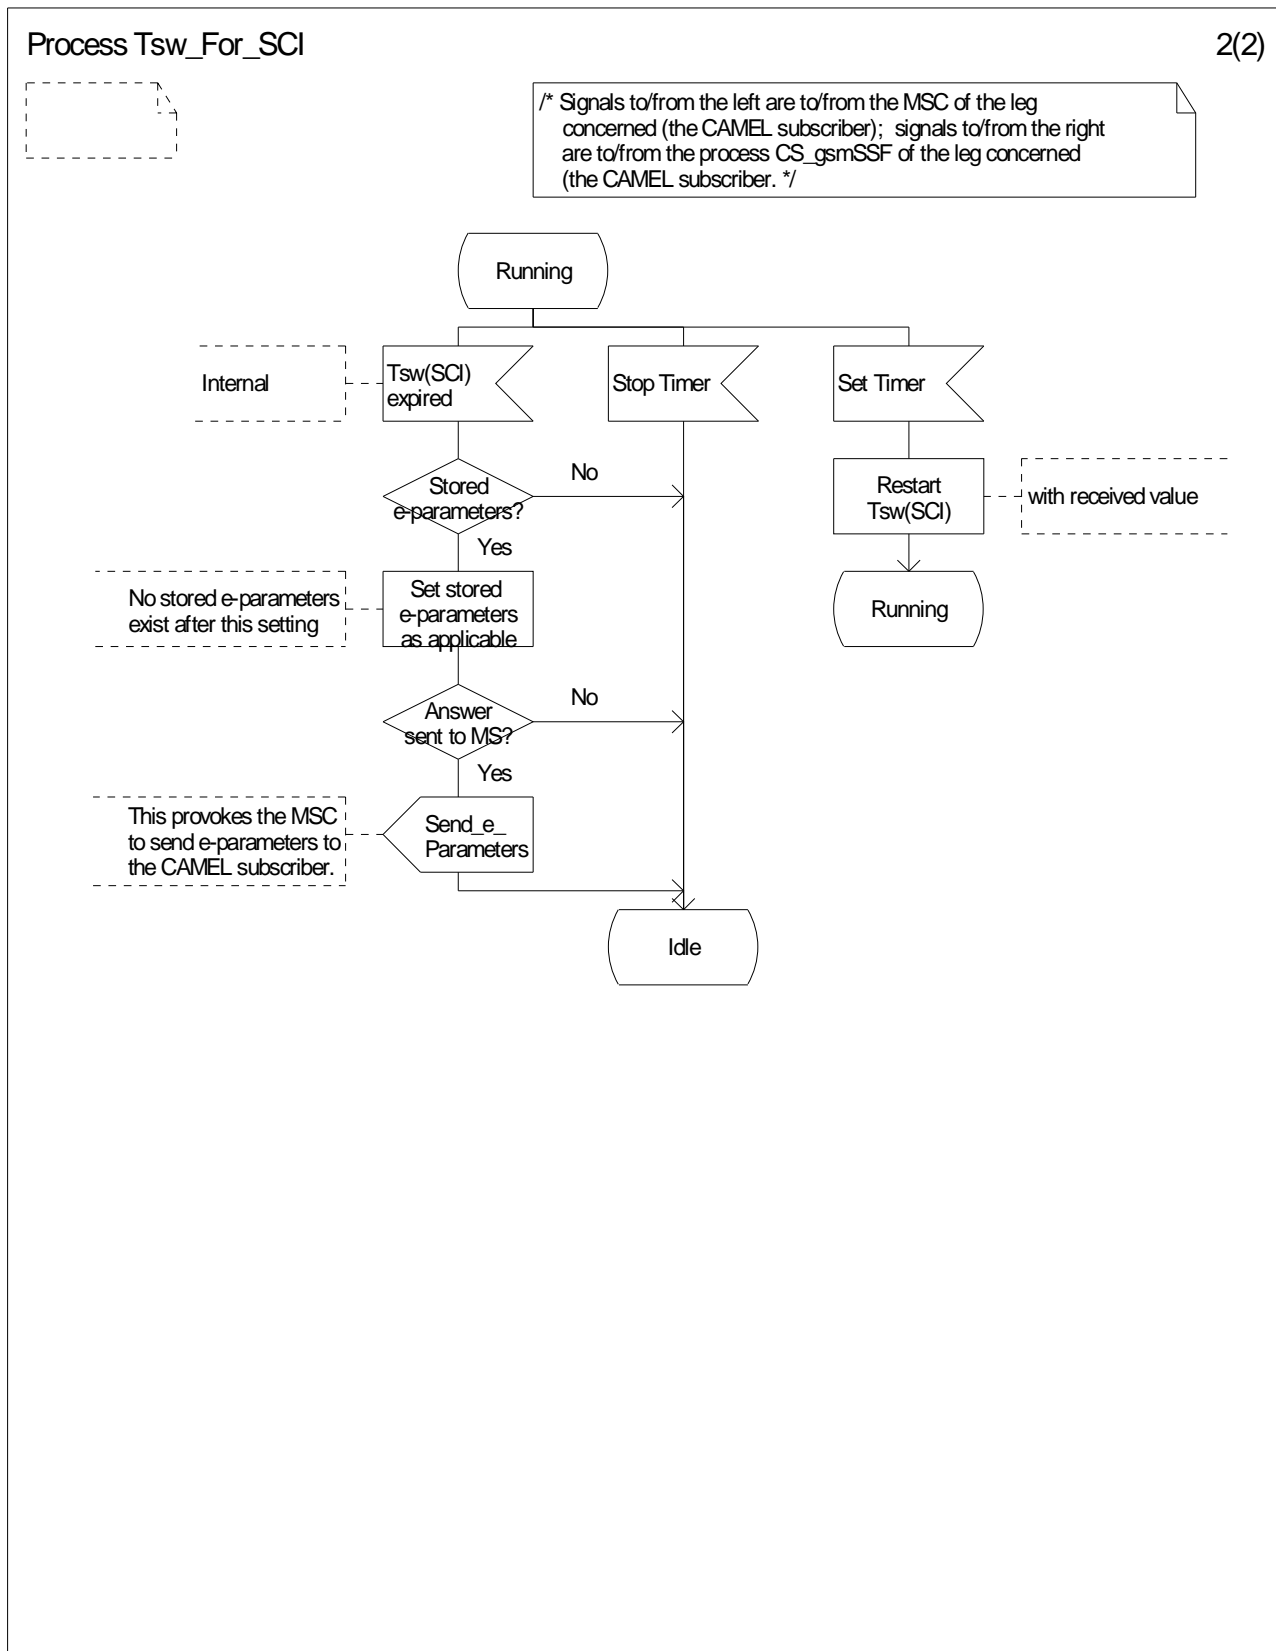 Process Tsw_For_SCI
2(2)
/* Signals to/from the left are to/from the MSC of the leg
concerned (the CAMEL subscriber); signals to/from the right
are to/from the process CS_gsmSSF of the leg concerned
(the CAMEL subscriber. */
Running
Internal
Tsw(SCI)
expired
Stop Timer
Set Timer
Stored
e-parameters?
No
Yes
Restart
Tsw(SCI)
with received value
No stored e-parameters
exist after this setting
Set stored
e-parameters
as applicable
Running
Answer
sent to MS?
No
Yes
This provokes the MSC
to send e-parameters to
the CAMEL subscriber.
Send_e_
Parameters
Idle